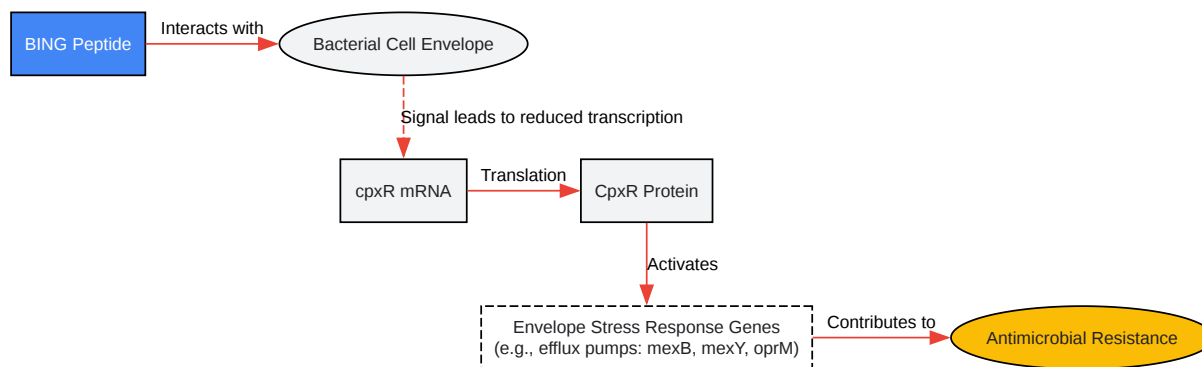 BING Peptide
Interacts with
Bacterial Cell Envelope
Signal leads to reduced transcription
cpxR mRNA
Translation
CpxR Protein
Activates
Envelope Stress Response Genes
(e.g., efflux pumps: mexB, mexY, oprM)
Contributes to
Antimicrobial Resistance